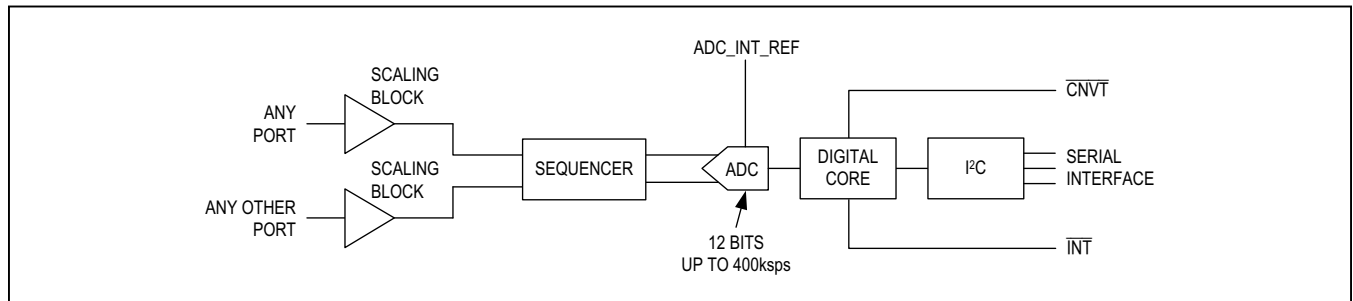 ADC_INT_REF
SCALING
BLOCK
ANY
PORT
CNVT
SEQUENCER
ADC
DIGITAL
CORE
I²C
SERIAL
INTERFACE
SCALING
BLOCK
ANY OTHER
PORT
12 BITS
UP TO 400ksps
INT